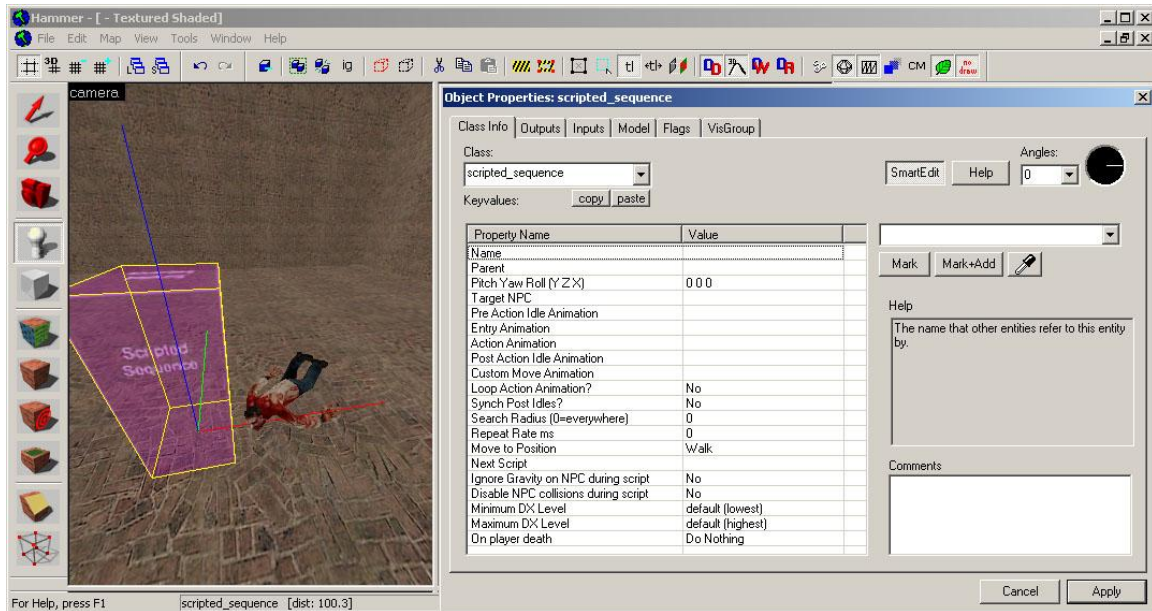 Hammer - [ - Textured Shaded]
File Edit Map View Tools Window Help
camera
Scripted
Sequence
Object Properties: scripted_sequence
Class Info Outputs Inputs Model Flags VisGroup
Class:
scripted_sequence
SmartEdit Help
Angles:
0
Keyvalues: copy paste
Property Name Value
Name
Parent
Pitch Yaw Roll (Y Z X) 0 0 0
Target NPC
Pre Action Idle Animation
Entry Animation
Action Animation
Post Action Idle Animation
Custom Move Animation
Loop Action Animation? No
Synch Post Idles? No
Search Radius (0=everywhere) 0
Repeat Rate ms 0
Move to Position Walk
Next Script
Ignore Gravity on NPC during script No
Disable NPC collisions during script No
Minimum DX Level default (lowest)
Maximum DX Level default (highest)
On player death Do Nothing
Mark Mark+Add
Help
The name that other entities refer to this entity
by.
Comments
Cancel Apply
For Help, press F1 scripted_sequence [dist: 100.3]